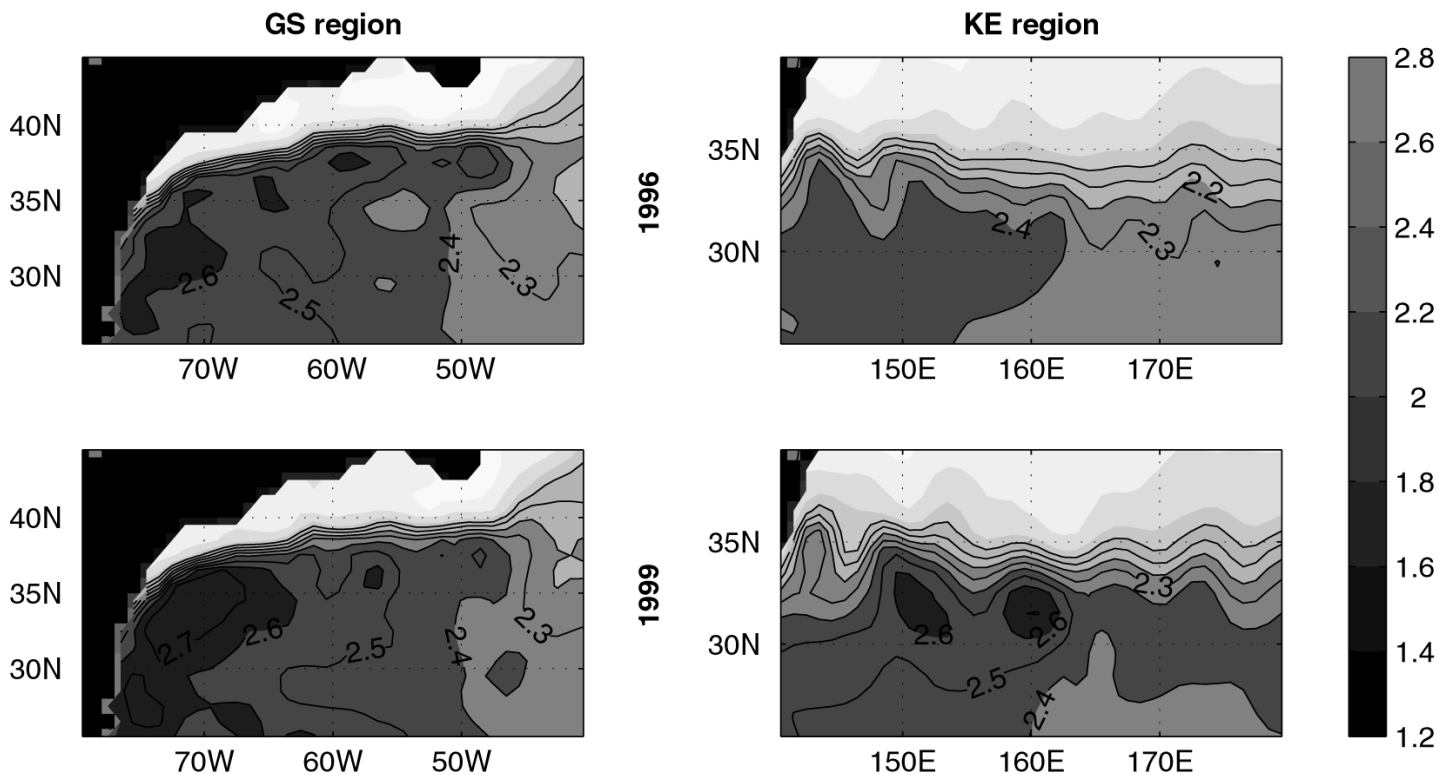 GS region
KE region
40N
35N
30N
2.6
2.5
2.4
2.3
70W
60W
50W
1996
35N
30N
2.4
2.3
2.2
150E
160E
170E
2.8
2.6
2.4
2.2
2
1.8
1.6
1.4
1.2
40N
35N
30N
2.7
2.6
2.5
2.4
2.3
70W
60W
50W
1999
35N
30N
2.6
2.6
2.5
2.4
2.3
150E
160E
170E